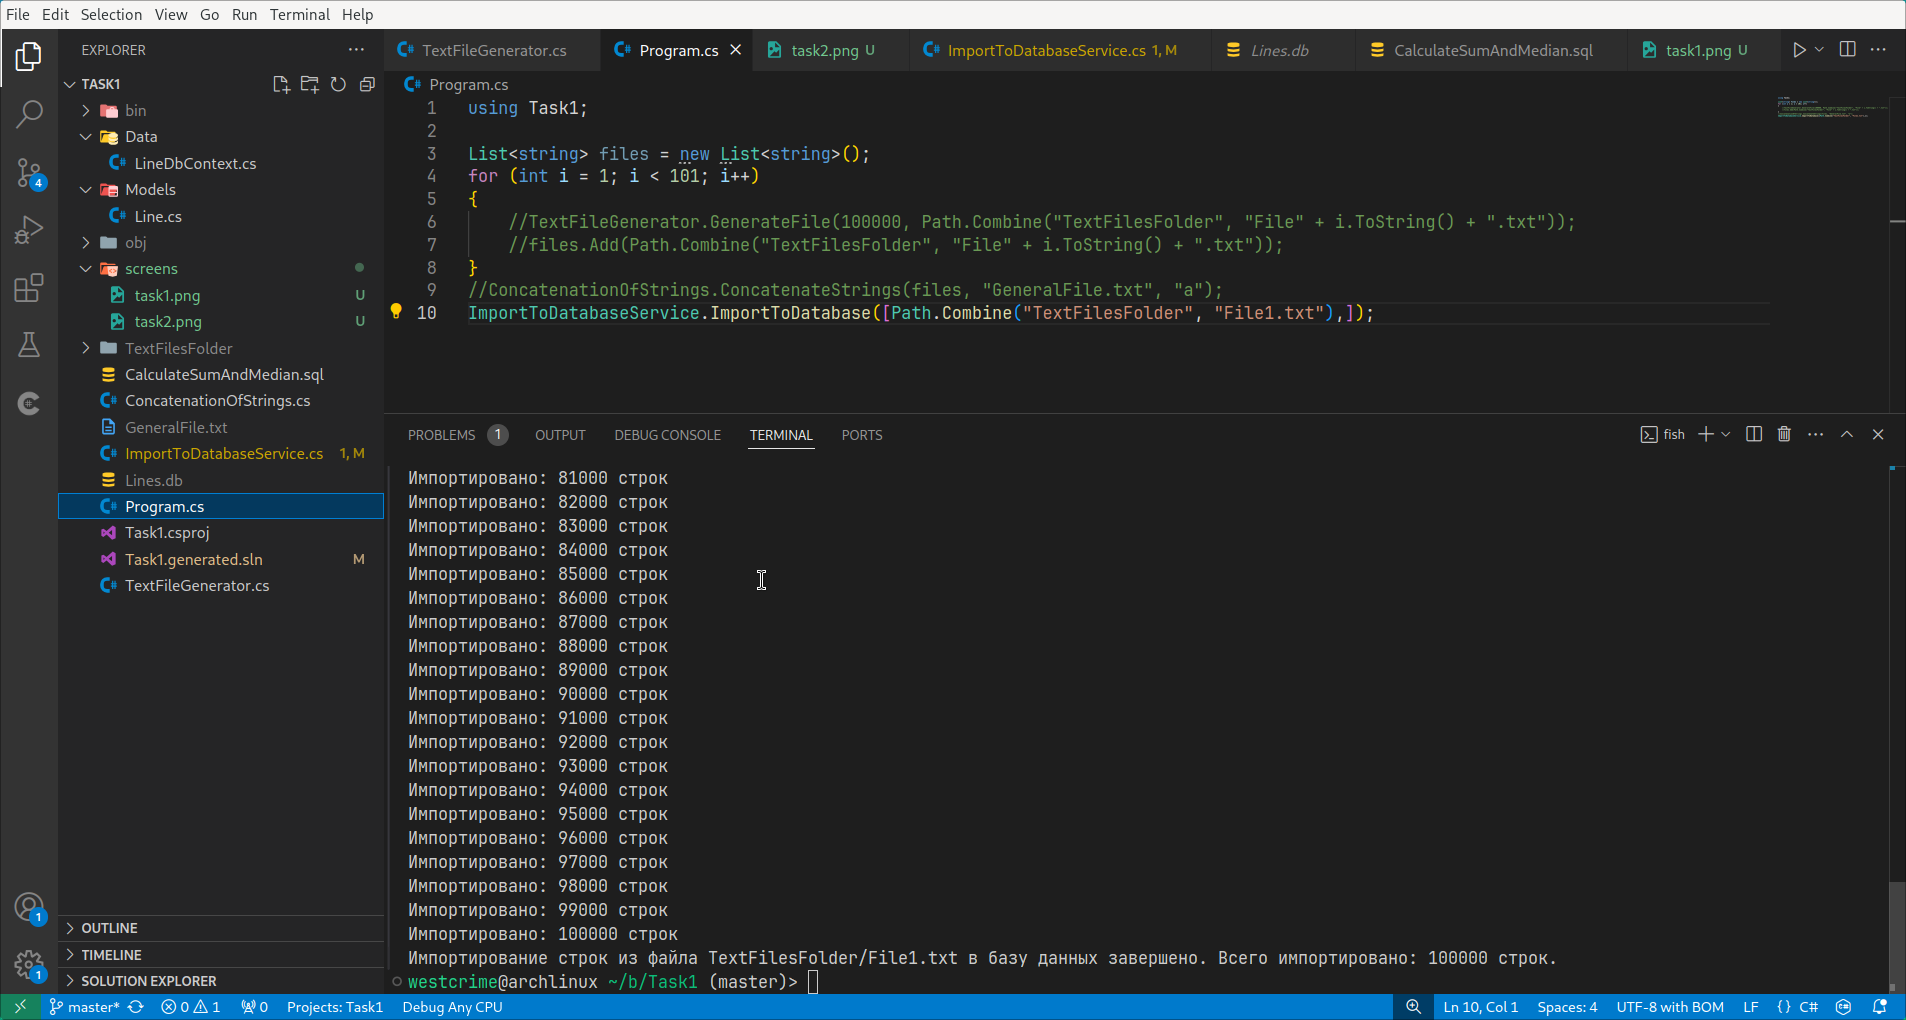 File Edit Selection View Go Run Terminal Help
EXPLORER
TASK1
bin
Data
LineDbContext.cs
Models
Line.cs
obj
screens
task1.png U
task2.png U
TextFilesFolder
CalculateSumAndMedian.sql
ConcatenationOfStrings.cs
GeneralFile.txt
ImportToDatabaseService.cs 1, M
Lines.db
Program.cs
Task1.csproj
Task1.generated.sln M
TextFileGenerator.cs
OUTLINE
TIMELINE
SOLUTION EXPLORER
4
1
1
TextFileGenerator.cs Program.cs task2.png U ImportToDatabaseService.cs 1, M Lines.db CalculateSumAndMedian.sql task1.png U
Program.cs
1 using Task1;
2
3 List<string> files = new List<string>();
4 for (int i = 1; i < 101; i++)
5 {
6 //TextFileGenerator.GenerateFile(100000, Path.Combine("TextFilesFolder", "File" + i.ToString() + ".txt"));
7 //files.Add(Path.Combine("TextFilesFolder", "File" + i.ToString() + ".txt"));
8 }
9 //ConcatenationOfStrings.ConcatenateStrings(files, "GeneralFile.txt", "a");
10 ImportToDatabaseService.ImportToDatabase([Path.Combine("TextFilesFolder", "File1.txt"),]);
PROBLEMS 1 OUTPUT DEBUG CONSOLE TERMINAL PORTS fish
Импортировано: 81000 строк
Импортировано: 82000 строк
Импортировано: 83000 строк
Импортировано: 84000 строк
Импортировано: 85000 строк
Импортировано: 86000 строк
Импортировано: 87000 строк
Импортировано: 88000 строк
Импортировано: 89000 строк
Импортировано: 90000 строк
Импортировано: 91000 строк
Импортировано: 92000 строк
Импортировано: 93000 строк
Импортировано: 94000 строк
Импортировано: 95000 строк
Импортировано: 96000 строк
Импортировано: 97000 строк
Импортировано: 98000 строк
Импортировано: 99000 строк
Импортировано: 100000 строк
Импортирование строк из файла TextFilesFolder/File1.txt в базу данных завершено. Всего импортировано: 100000 строк.
westcrime@archlinux ~/b/Task1 (master)>
master* 0 1 0 Projects: Task1 Debug Any CPU Ln 10, Col 1 Spaces: 4 UTF-8 with BOM LF {} C#